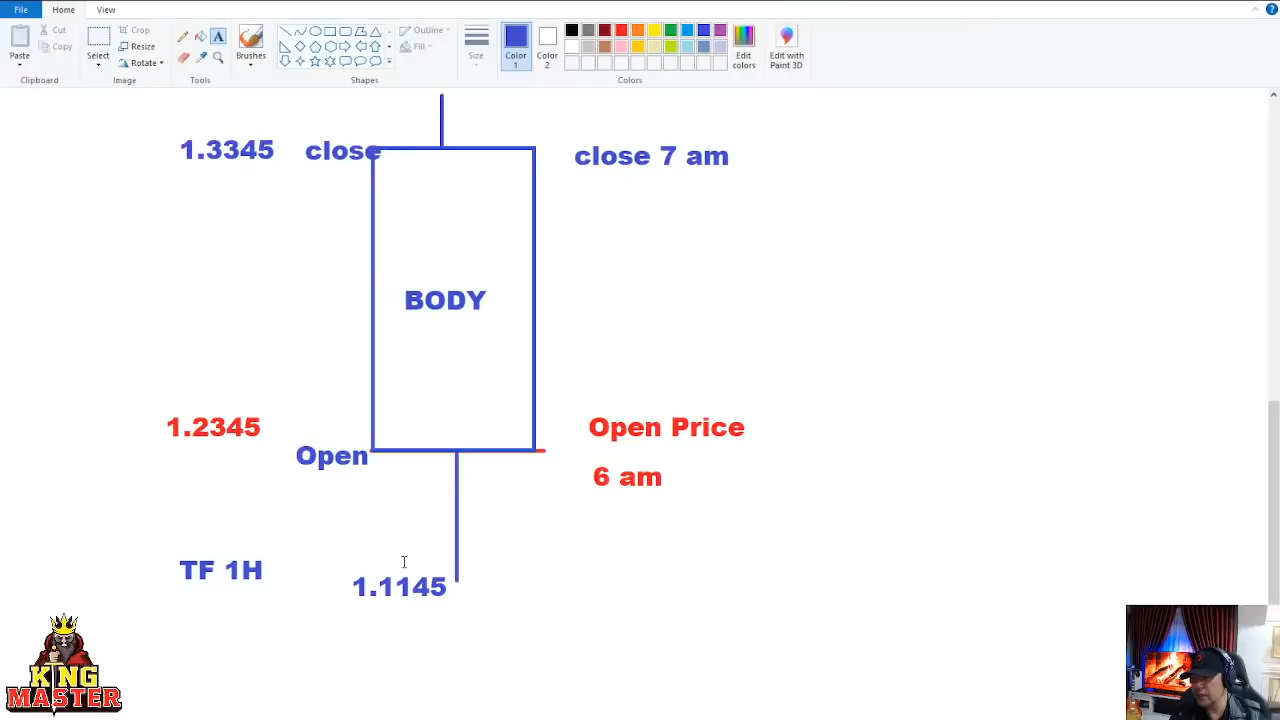 File
Home
View
Paste
Cut
Copy
Clipboard
Select
Crop
Resize
Rotate
Image
A
Tools
Brushes
Shapes
Outline
Fill
Size
Color 1
Color 2
Edit colors
Edit with Paint 3D
Colors
1.3345 close close 7 am
BODY
1.2345 Open Price
Open
6 am
TF 1H
1.1145
KING
MASTER